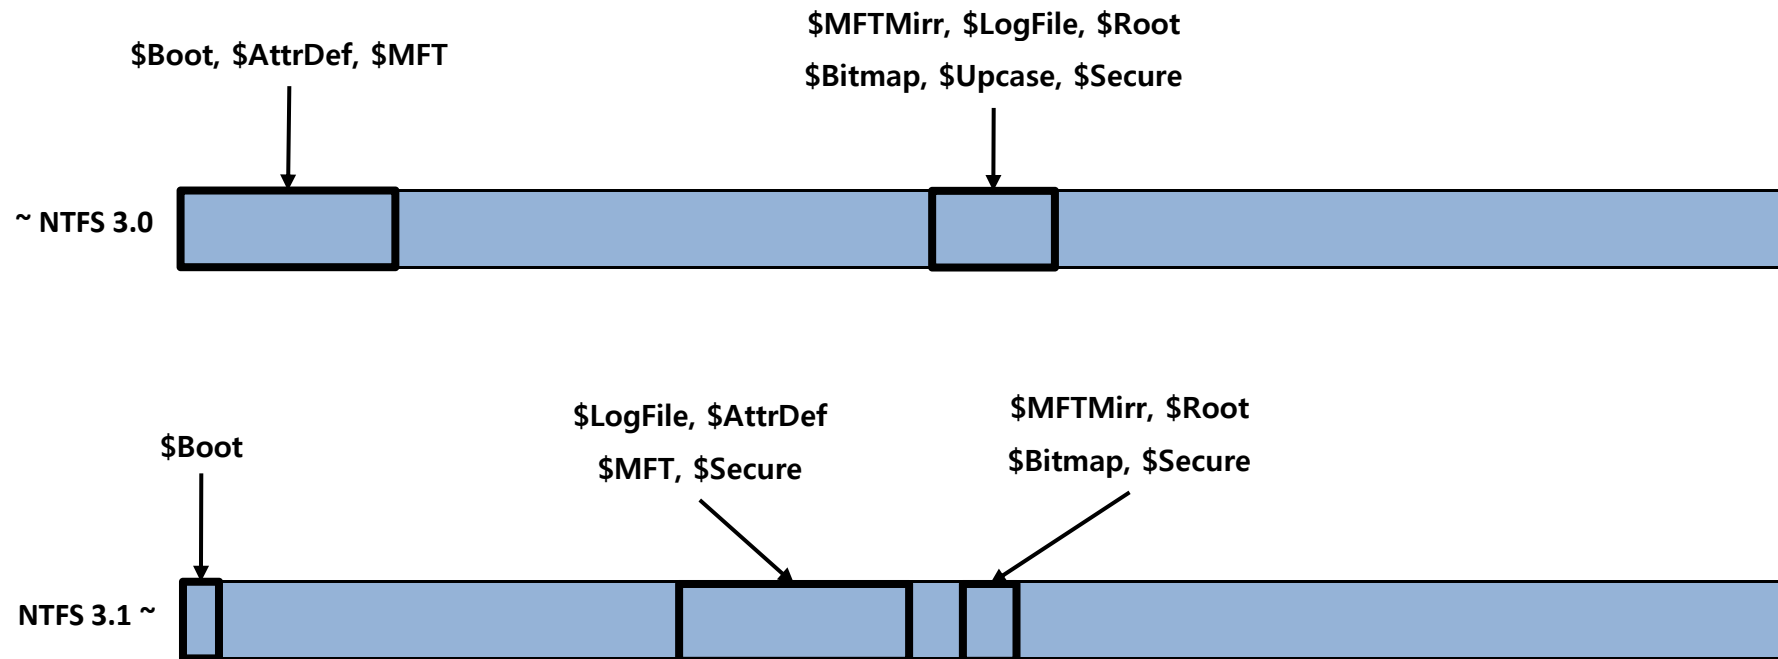 $Boot, $AttrDef, $MFT
$MFTMirr, $LogFile, $Root
$Bitmap, $Upcase, $Secure
~ NTFS 3.0
$Boot
$LogFile, $AttrDef
$MFT, $Secure
$MFTMirr, $Root
$Bitmap, $Secure
NTFS 3.1 ~